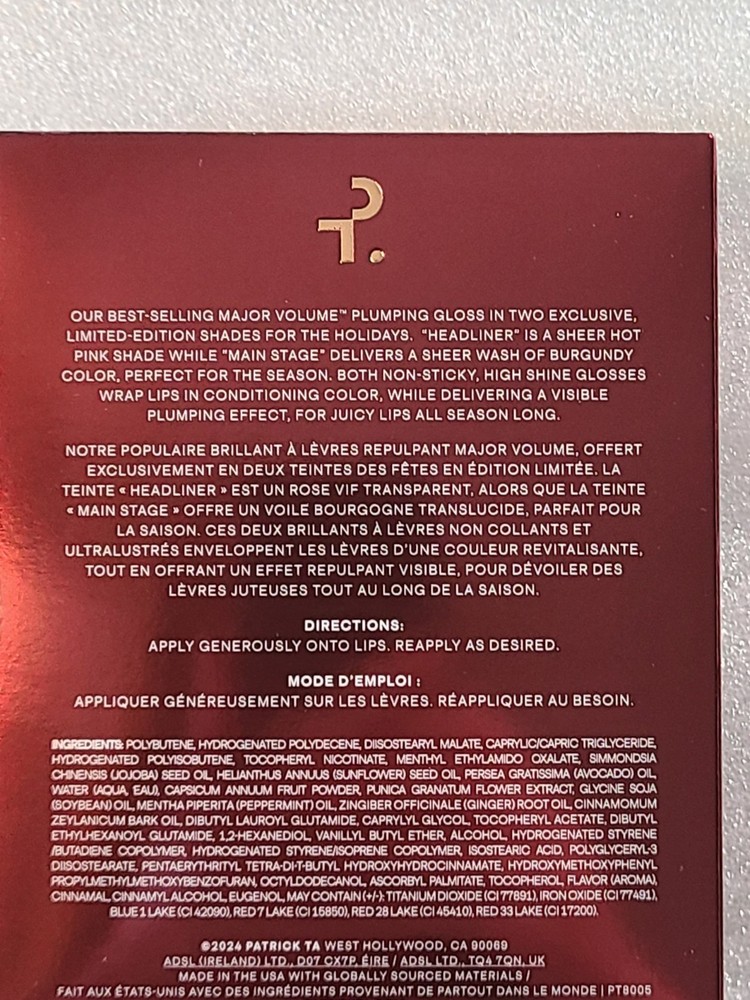 P.
OUR BEST-SELLING MAJOR VOLUME™ PLUMPING GLOSS IN TWO EXCLUSIVE,
LIMITED-EDITION SHADES FOR THE HOLIDAYS. "HEADLINER" IS A SHEER HOT
PINK SHADE WHILE "MAIN STAGE" DELIVERS A SHEER WASH OF BURGUNDY
COLOR, PERFECT FOR THE SEASON. BOTH NON-STICKY, HIGH SHINE GLOSSES
WRAP LIPS IN CONDITIONING COLOR, WHILE DELIVERING A VISIBLE
PLUMPING EFFECT, FOR JUICY LIPS ALL SEASON LONG.
NOTRE POPULAIRE BRILLANT À LÈVRES REPULPANT MAJOR VOLUME, OFFERT
EXCLUSIVEMENT EN DEUX TEINTES DES FÊTES EN ÉDITION LIMITÉE. LA
TEINTE « HEADLINER » EST UN ROSE VIF TRANSPARENT, ALORS QUE LA TEINTE
« MAIN STAGE » OFFRE UN VOILE BOURGOGNE TRANSLUCIDE, PARFAIT POUR
LA SAISON. CES DEUX BRILLANTS À LÈVRES NON COLLANTS ET
ULTRALUSTRÉS ENVELOPPENT LES LÈVRES D'UNE COULEUR REVITALISANTE,
TOUT EN OFFRANT UN EFFET REPULPANT VISIBLE, POUR DÉVOILER DES
LÈVRES JUTEUSES TOUT AU LONG DE LA SAISON.
DIRECTIONS:
APPLY GENEROUSLY ONTO LIPS. REAPPLY AS DESIRED.
MODE D'EMPLOI :
APPLIQUER GÉNÉREUSEMENT SUR LES LÈVRES. RÉAPPLIQUER AU BESOIN.
INGREDIENTS: POLYBUTENE, HYDROGENATED POLYDECENE, DIISOSTEARYL MALATE, CAPRYLIC/CAPRIC TRIGLYCERIDE,
HYDROGENATED POLYISOBUTENE, TOCOPHERYL NICOTINATE, MENTHYL ETHYLAMIDO OXALATE, SIMMONDSIA
CHINENSIS (JOJOBA) SEED OIL, HELIANTHUS ANNUUS (SUNFLOWER) SEED OIL, PERSEA GRATISSIMA (AVOCADO) OIL,
WATER (AQUA, EAU), CAPSICUM ANNUUM FRUIT POWDER, PUNICA GRANATUM FLOWER EXTRACT, GLYCINE SOJA
(SOYBEAN) OIL, MENTHA PIPERITA (PEPPERMINT) OIL, ZINGIBER OFFICINALE (GINGER) ROOT OIL, CINNAMOMUM
ZEYLANICUM BARK OIL, DIBUTYL LAUROYL GLUTAMIDE, CAPRYLYL GLYCOL, TOCOPHERYL ACETATE, DIBUTYL
ETHYLHEXANOYL GLUTAMIDE, 1,2-HEXANEDIOL, VANILLYL BUTYL ETHER, ALCOHOL, HYDROGENATED STYRENE
/BUTADIENE COPOLYMER, HYDROGENATED STYRENE/ISOPRENE COPOLYMER, ISOSTEARIC ACID, POLYGLYCERYL-3
DIISOSTEARATE, PENTAERYTHRITYL TETRA-DI-T-BUTYL HYDROXYHYDROCINNAMATE, HYDROXYMETHOXYPHENYL
PROPYLMETHYLMETHOXYBENZOFURAN, OCTYLDODECANOL, ASCORBYL PALMITATE, TOCOPHEROL, FLAVOR (AROMA),
CINNAMAL, CINNAMYL ALCOHOL, EUGENOL, MAY CONTAIN (+/-): TITANIUM DIOXIDE (CI 77891), IRON OXIDE (CI 77491),
BLUE 1 LAKE (CI 42090), RED 7 LAKE (CI 15850), RED 28 LAKE (CI 45410), RED 33 LAKE (CI 17200).
©2024 PATRICK TA WEST HOLLYWOOD, CA 90069
ADSL (IRELAND) LTD., D07 CX7P, ÉIRE / ADSL LTD., TQ4 7QN, UK
MADE IN THE USA WITH GLOBALLY SOURCED MATERIALS /
FAIT AUX ÉTATS-UNIS AVEC DES INGRÉDIENTS PROVENANT DE PARTOUT DANS LE MONDE | PT8005